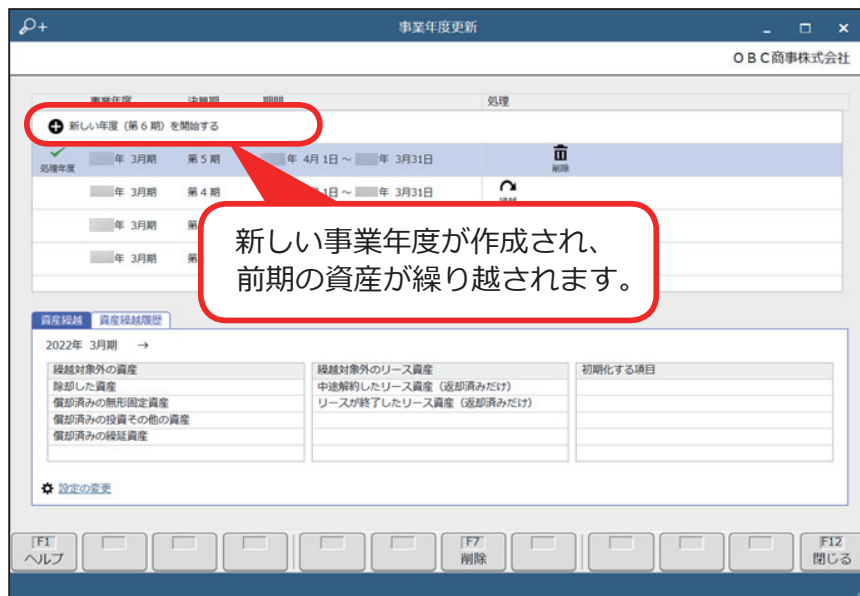 事業年度更新
OBC商事株式会社
事業年度 決算期 期間 処理
新しい年度（第6期）を開始する
処理年度 年 3月期 第5期 年 4月 1日 ～ 年 3月31日 削除
年 3月期 第4期 1日 ～ 年 3月31日
年 3月期 第
年 3月期 第
新しい事業年度が作成され、
前期の資産が繰り越されます。
資産繰越 資産繰越履歴
2022年 3月期 →
繰越対象外の資産 繰越対象外のリース資産 初期化する項目
除却した資産 中途解約したリース資産（返却済みだけ）
償却済みの無形固定資産 リースが終了したリース資産（返却済みだけ）
償却済みの投資その他の資産
償却済みの繰延資産
設定の変更
F1 F7 F12
ヘルプ 削除 閉じる